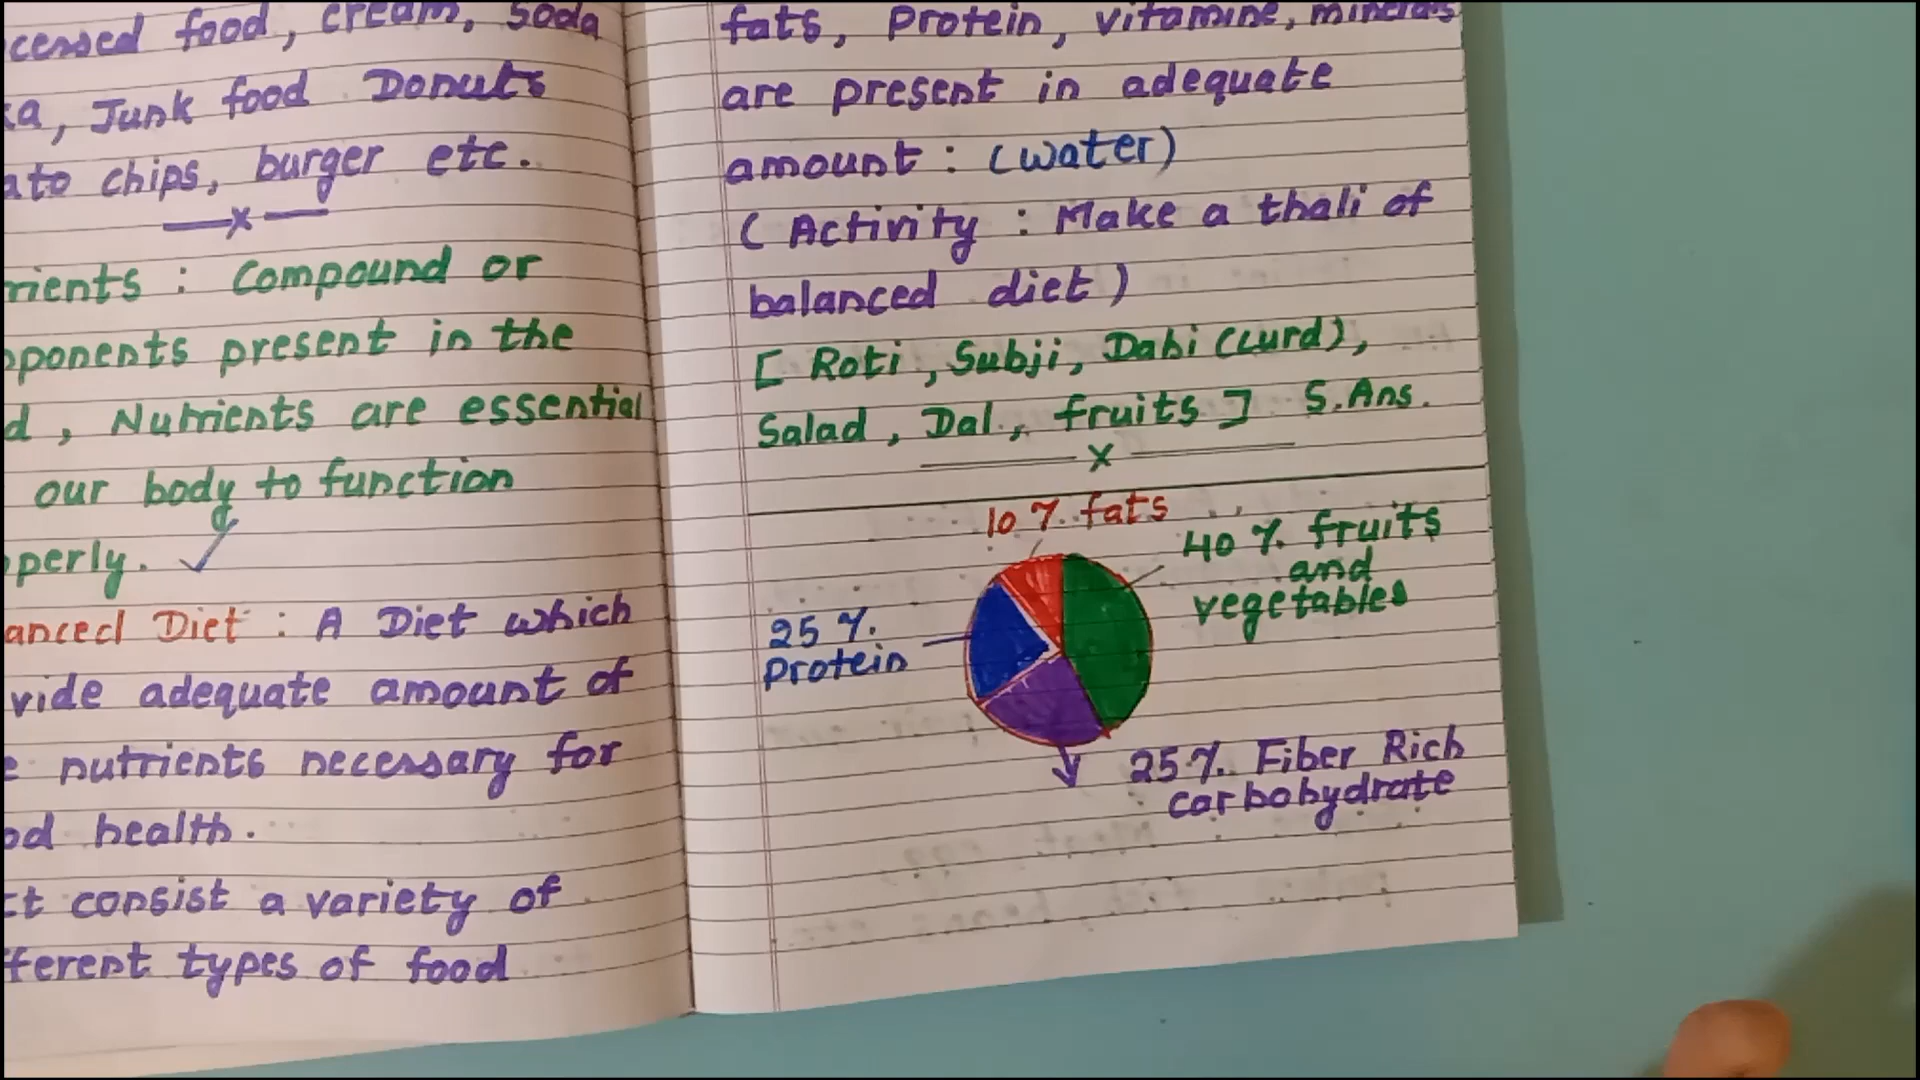 cessed food, cream, soda
ka, Junk food Donuts
ato chips, burger etc.
x
rients : Compound or
ponents present in the
d, Nutrients are essential
our body to function
perly.
anced Diet : A Diet which
vide adequate amount of
e nutrients necessary for
od health.
et consist a variety of
fferent types of food
fats, Protein, vitamine, minerals
are present in adequate
amount : (water)
( Activity : Make a thali of
balanced diet )
[ Roti, Subji, Dahi (Curd),
Salad, Dal, fruits ] S. Ans.
x
10 % fats
40 % fruits
and
vegetables
25 %
Protein
25 % Fiber Rich
carbohydrate